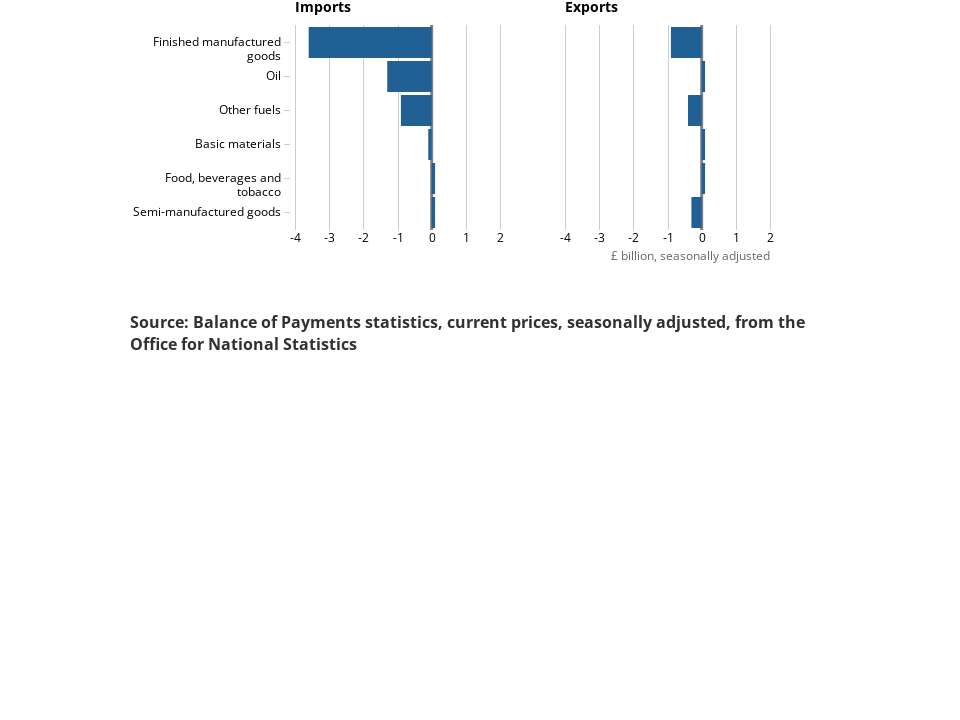 Imports
Exports
Finished manufactured
goods
Oil
Other fuels
Basic materials
Food, beverages and
tobacco
Semi-manufactured goods
-4 -3 -2 -1 0 1 2
-4 -3 -2 -1 0 1 2
£ billion, seasonally adjusted
Source: Balance of Payments statistics, current prices, seasonally adjusted, from the
Office for National Statistics